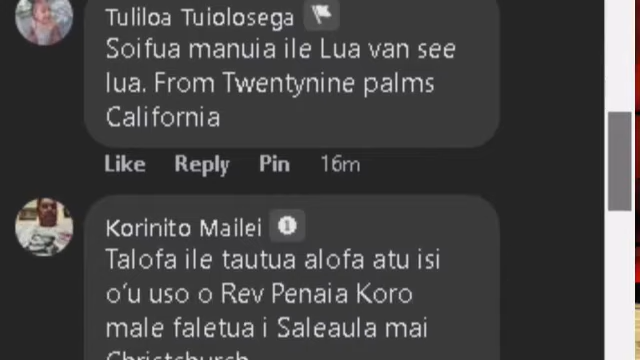 Tuliloa Tuiolosega
Soifua manuia ile Lua van see
lua. From Twentynine palms
California
Like Reply Pin 16m
Korinito Mailei
Talofa ile tautua alofa atu isi
o'u uso o Rev Penaia Koro
male faletua i Saleaula mai
Christchurch